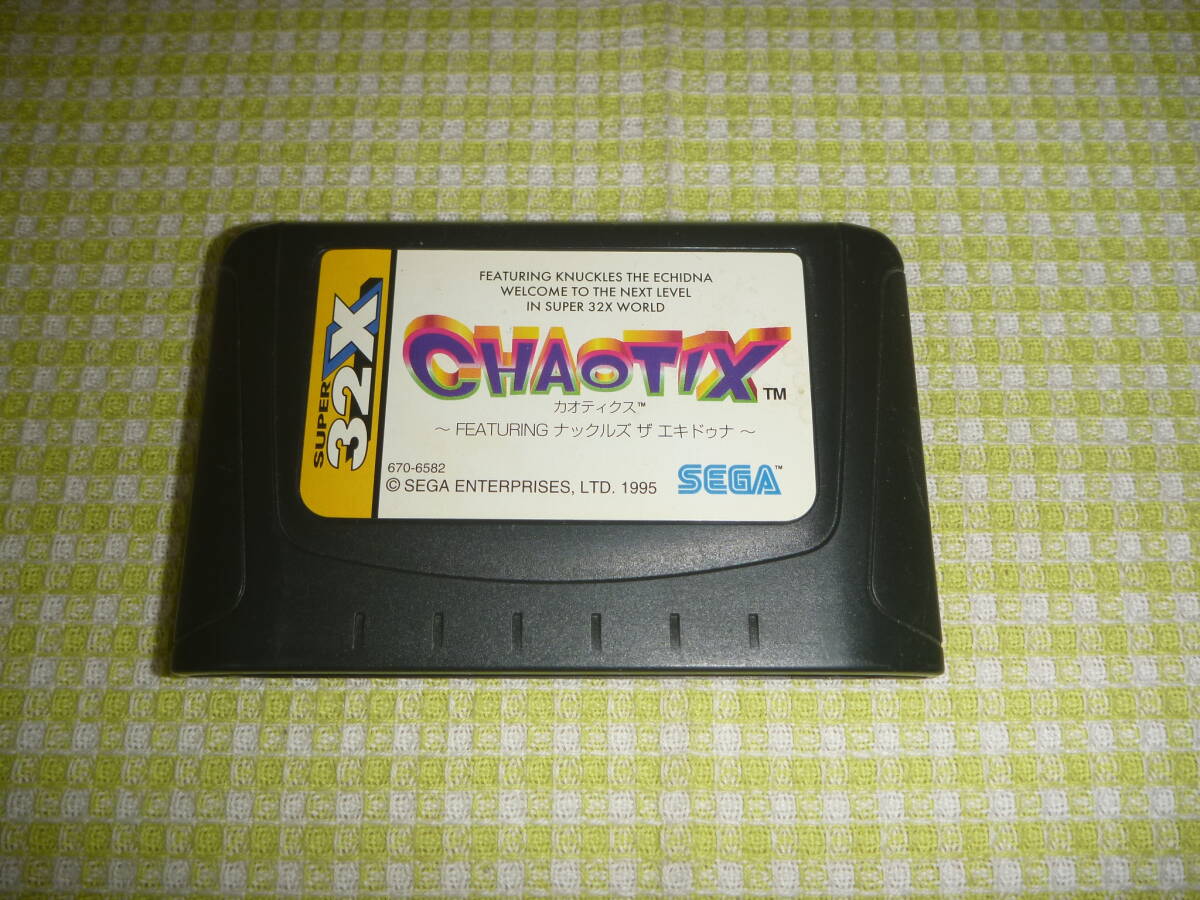 SUPER 32X
FEATURING KNUCKLES THE ECHIDNA
WELCOME TO THE NEXT LEVEL
IN SUPER 32X WORLD
CHAOTIX™
カオティクス™
～ FEATURING ナックルズ ザ エキドゥナ ～
670-6582
© SEGA ENTERPRISES, LTD. 1995
SEGA™